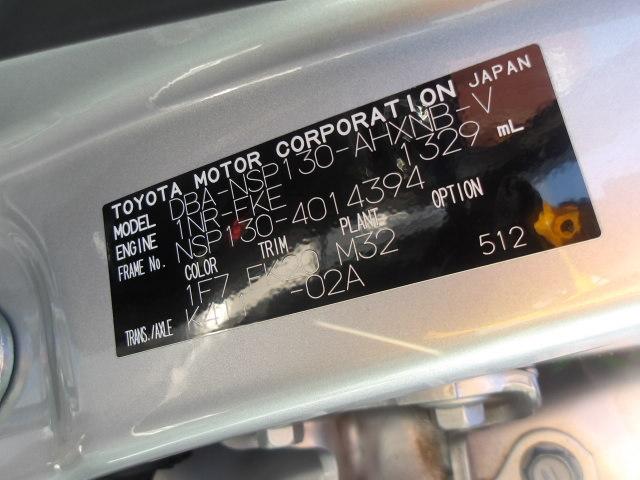 TOYOTA MOTOR CORPORATION JAPAN
MODEL DBA-NSP130-AHXNB-V
ENGINE 1NR-FKE 1329 mL
FRAME No. NSP130-4014394
COLOR TRIM PLANT OPTION
1F7 M32
TRANS./AXLE -02A 512